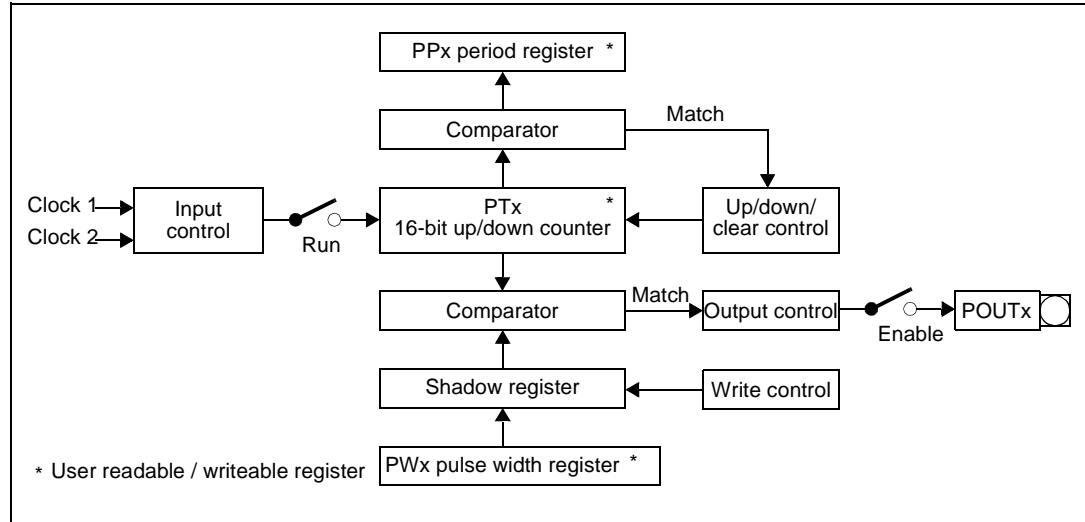 PPx period register *
Comparator
Match
Clock 1
Clock 2
Input
control
Run
PTx *
16-bit up/down counter
Up/down/
clear control
Comparator
Match
Output control
Enable
POUTx
Shadow register
Write control
* User readable / writeable register
PWx pulse width register *